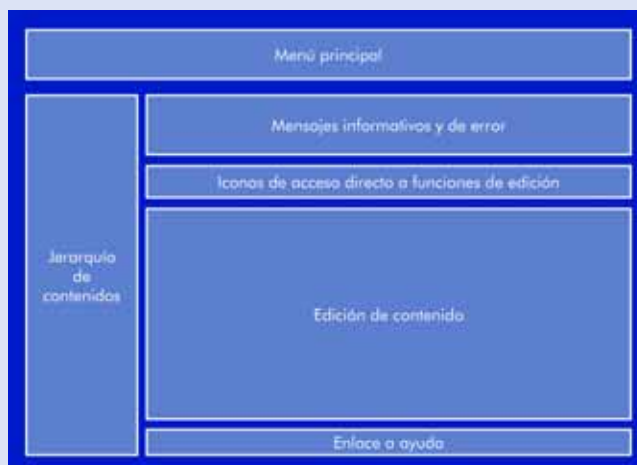 Menú principal
Mensajes informativos y de error
Iconos de acceso directo a funciones de edición
Jerarquía
de
contenidos
Edición de contenido
Enlace a ayuda